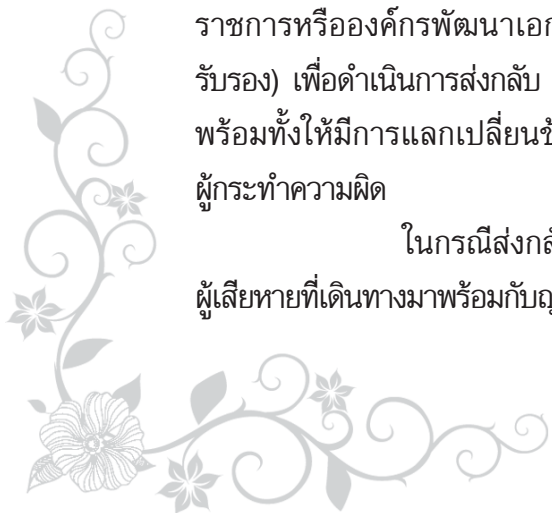 ราชการหรือองค์กรพัฒนาเอก
รับรอง) เพื่อดำเนินการส่งกลับ
พร้อมทั้งให้มีการแลกเปลี่ยน
ผู้กระทำความผิด
ในกรณีส่งกลั
ผู้เสียหายที่เดินทางมาพร้อมกับญ